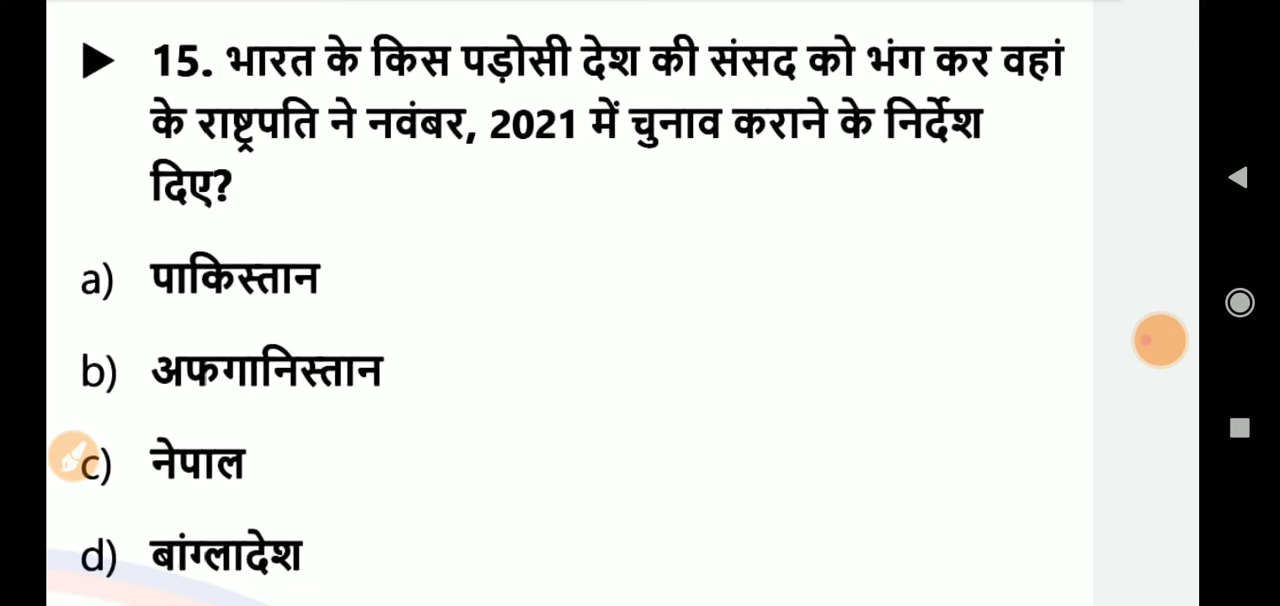 15. भारत के किस पड़ोसी देश की संसद को भंग कर वहां
के राष्ट्रपति ने नवंबर, 2021 में चुनाव कराने के निर्देश
दिए?
a) पाकिस्तान
b) अफगानिस्तान
c) नेपाल
d) बांग्लादेश